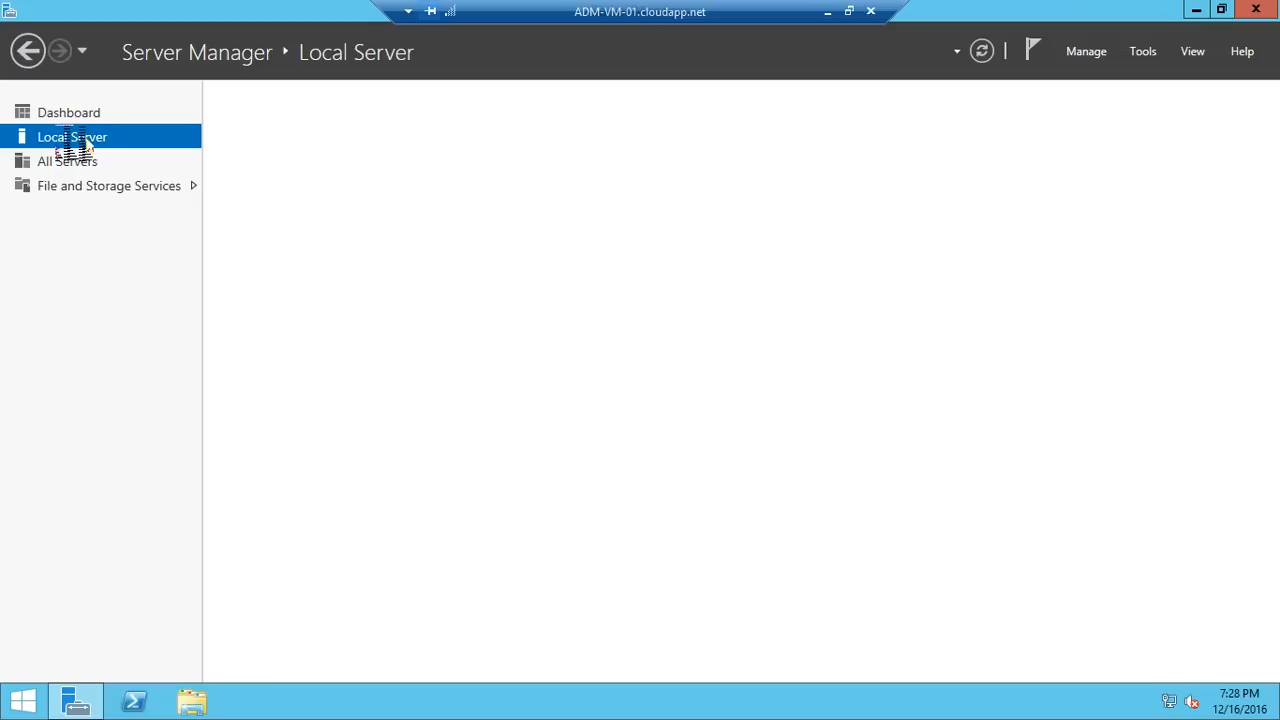 ADM-VM-01.cloudapp.net
Server Manager ‣ Local Server
Manage Tools View Help
Dashboard
Local Server
All Servers
File and Storage Services
7:28 PM
12/16/2016